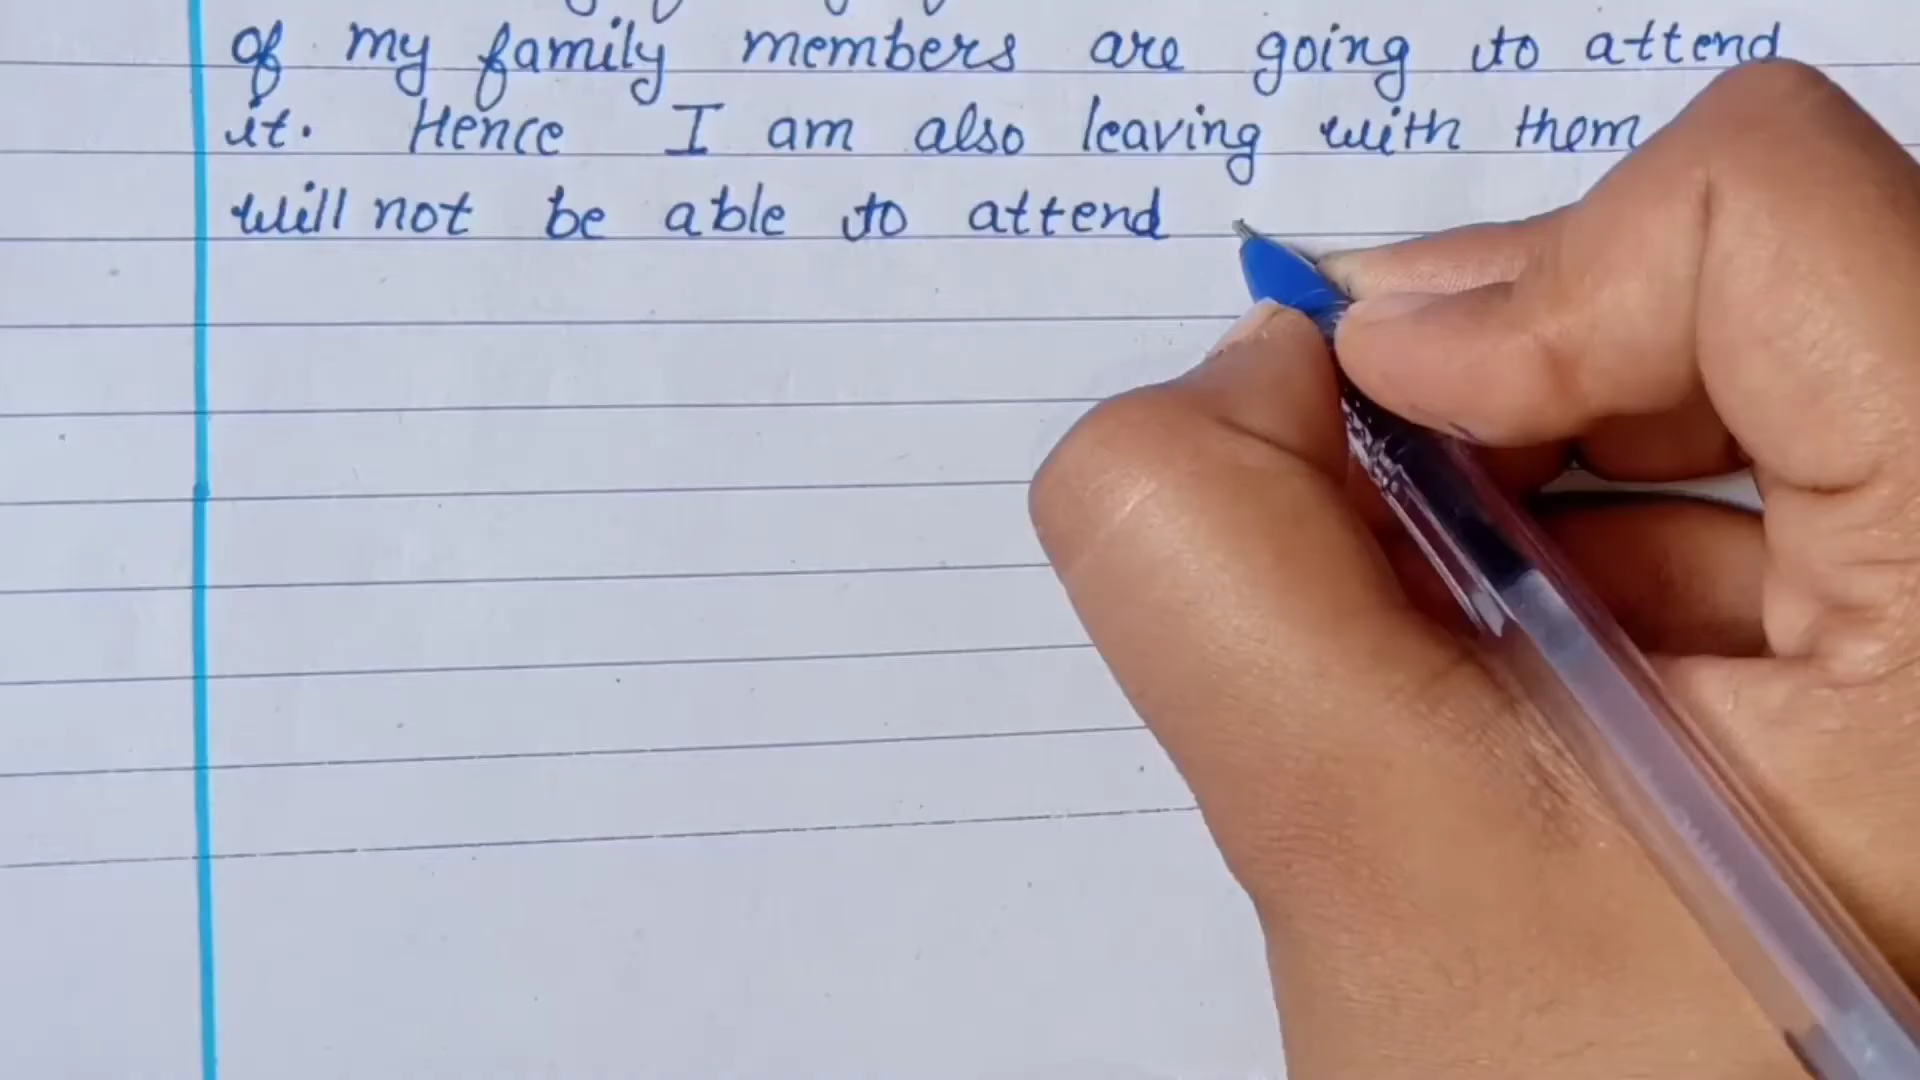 of my family members are going to attend
it. Hence I am also leaving with them
will not be able to attend